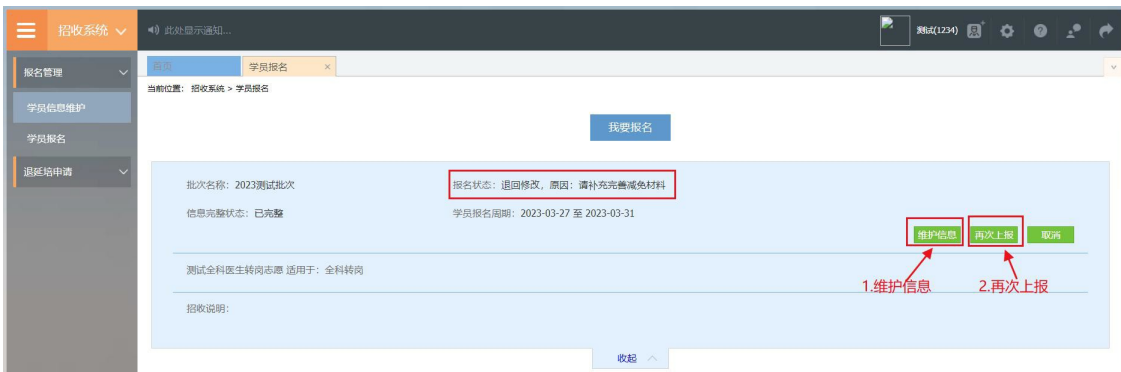 招收系统
此处显示通知...
测试(1234)
报名管理
首页
学员报名
当前位置： 招收系统 > 学员报名
学员信息维护
学员报名
退延培申请
我要报名
批次名称：2023测试批次
报名状态：退回修改，原因：请补充完善减免材料
信息完整状态：已完整
学员报名周期：2023-03-27 至 2023-03-31
维护信息
再次上报
取消
测试全科医生转岗志愿 适用于：全科转岗
1.维护信息
2.再次上报
招收说明：
收起